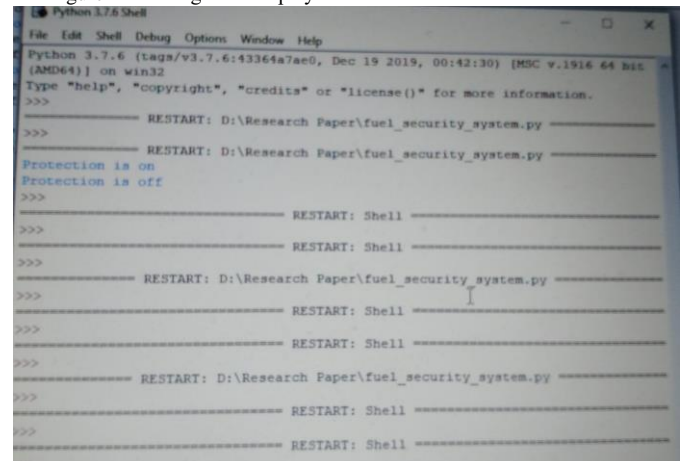 Python 3.7.6 Shell
File Edit Shell Debug Options Window Help
Python 3.7.6 (tags/v3.7.6:43364a7ae0, Dec 19 2019, 00:42:30) [MSC v.1916 64 bit
(AMD64)] on win32
Type "help", "copyright", "credits" or "license()" for more information.
>>>
RESTART: D:\Research Paper\fuel_security_system.py
>>>
RESTART: D:\Research Paper\fuel_security_system.py
Protection is on
Protection is off
>>>
RESTART: Shell
>>>
RESTART: Shell
>>>
RESTART: D:\Research Paper\fuel_security_system.py
>>>
RESTART: Shell
>>>
RESTART: Shell
>>>
RESTART: D:\Research Paper\fuel_security_system.py
>>>
RESTART: Shell
>>>
RESTART: Shell